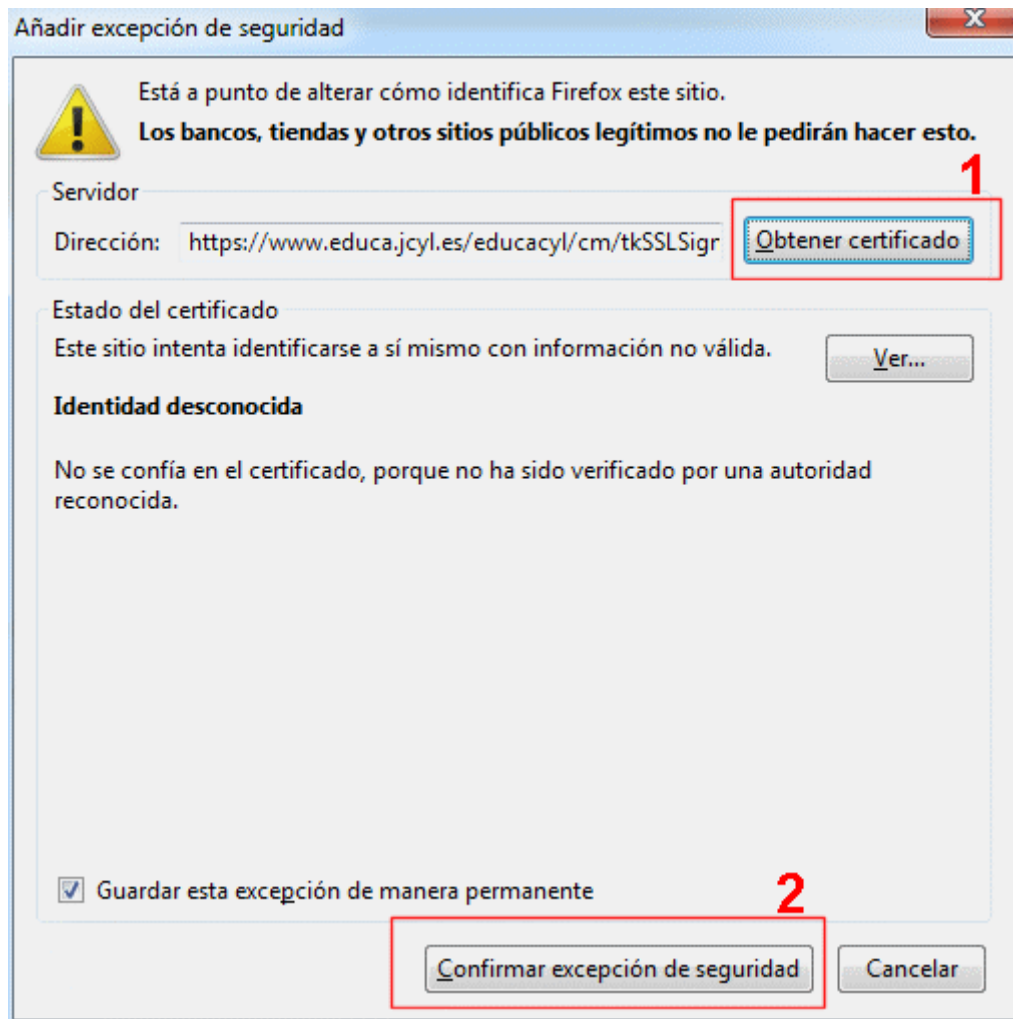 Añadir excepción de seguridad
x
Está a punto de alterar cómo identifica Firefox este sitio.
Los bancos, tiendas y otros sitios públicos legítimos no le pedirán hacer esto.
1
Servidor
Dirección: https://www.educa.jcyl.es/educacyl/cm/tkSSLSigr Obtener certificado
Estado del certificado
Este sitio intenta identificarse a sí mismo con información no válida.
Ver...
Identidad desconocida
No se confía en el certificado, porque no ha sido verificado por una autoridad
reconocida.
Guardar esta excepción de manera permanente
2
Confirmar excepción de seguridad Cancelar